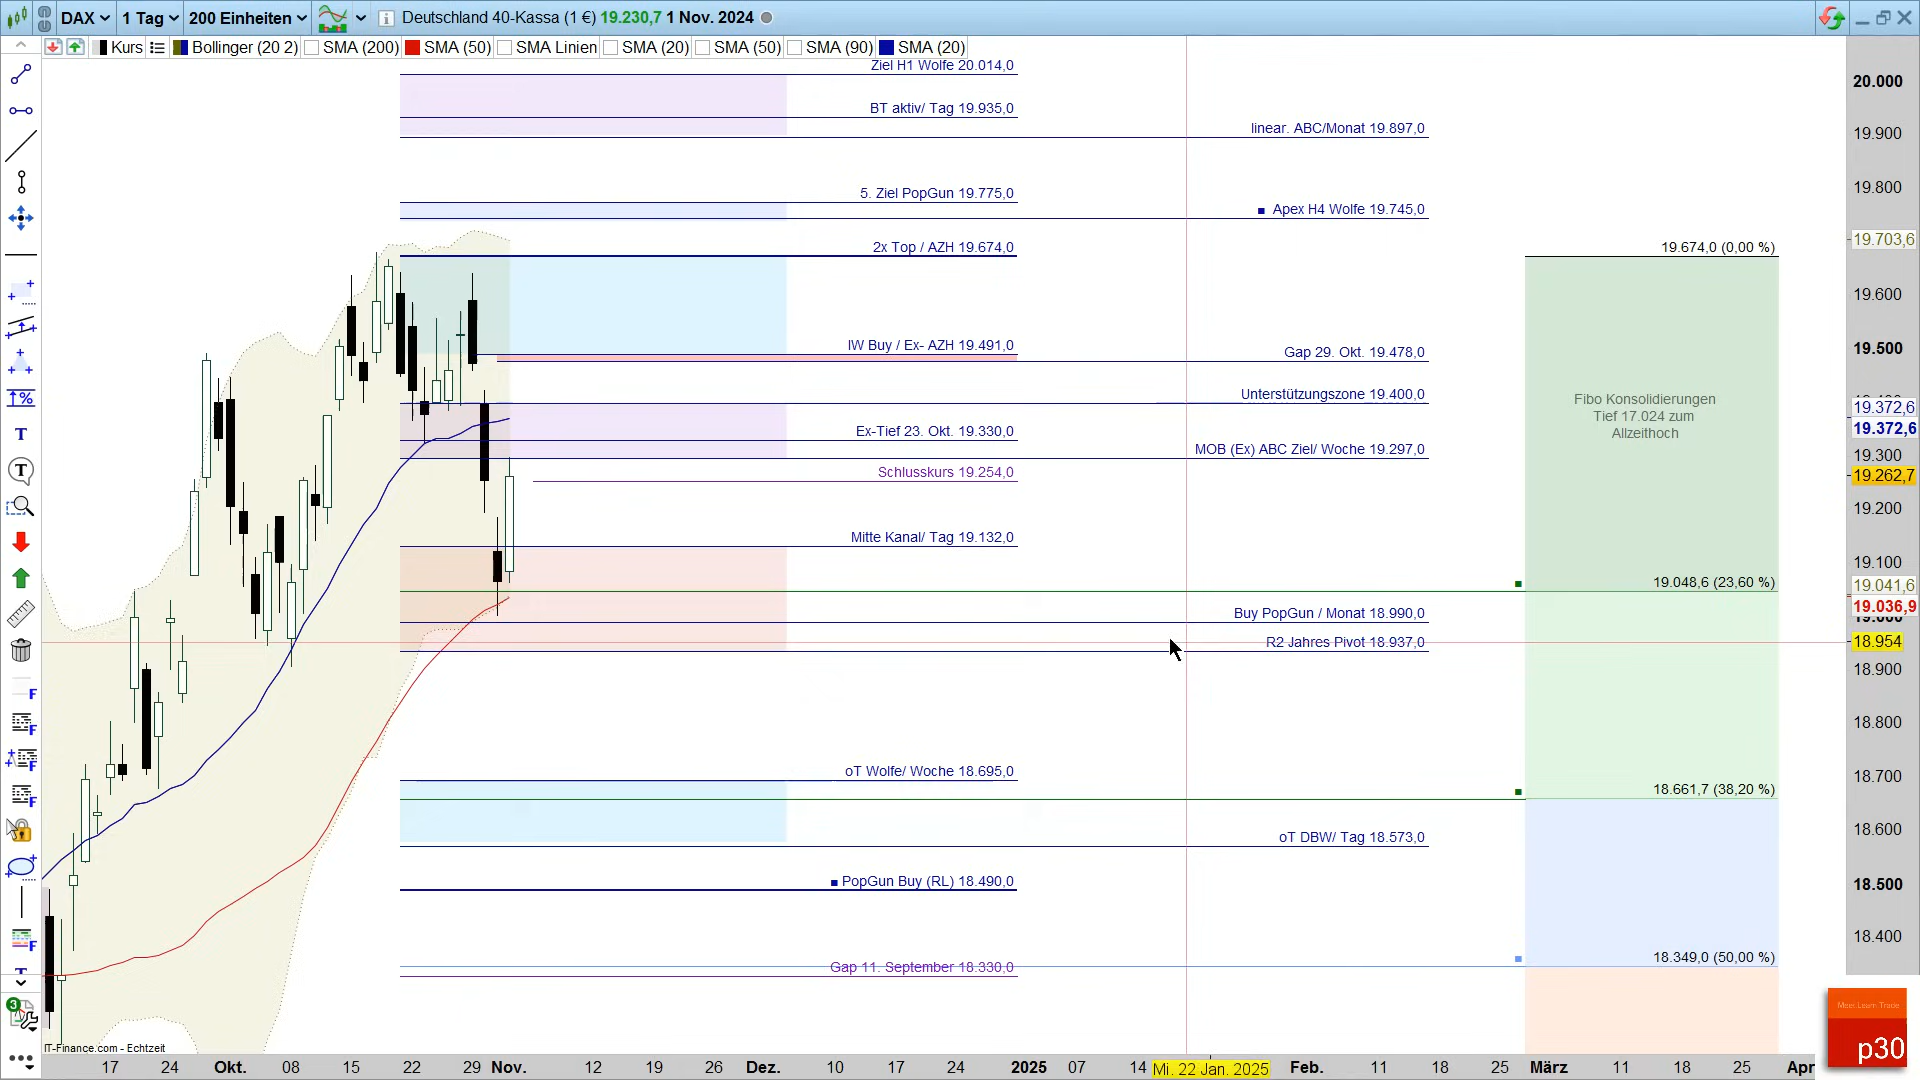 DAX
1 Tag
200 Einheiten
Deutschland 40-Kassa (1 €) 19.230,7 1 Nov. 2024
Kurs
Bollinger (20 2)
SMA (200)
SMA (50)
SMA Linien
SMA (20)
SMA (50)
SMA (90)
SMA (20)
Ziel H1 Wolfe 20.014,0
BT aktiv/ Tag 19.935,0
linear. ABC/Monat 19.897,0
5. Ziel PopGun 19.775,0
Apex H4 Wolfe 19.745,0
2x Top / AZH 19.674,0
19.674,0 (0,00 %)
IW Buy / Ex- AZH 19.491,0
Gap 29. Okt. 19.478,0
Unterstützungszone 19.400,0
Fibo Konsolidierungen
Tief 17.024 zum
Allzeithoch
Ex-Tief 23. Okt. 19.330,0
MOB (Ex) ABC Ziel/ Woche 19.297,0
Schlusskurs 19.254,0
Mitte Kanal/ Tag 19.132,0
19.048,6 (23,60 %)
Buy PopGun / Monat 18.990,0
R2 Jahres Pivot 18.937,0
oT Wolfe/ Woche 18.695,0
18.661,7 (38,20 %)
oT DBW/ Tag 18.573,0
PopGun Buy (RL) 18.490,0
18.349,0 (50,00 %)
Gap 11. September 18.330,0
20.000
19.900
19.800
19.703,6
19.600
19.500
19.372,6
19.372,6
19.300
19.262,7
19.200
19.100
19.041,6
19.036,9
18.954
18.900
18.800
18.700
18.600
18.500
18.400
IT-Finance.com - Echtzeit
17
24
Okt.
08
15
22
29
Nov.
12
19
26
Dez.
10
17
24
2025
07
14
Mi. 22 Jan. 2025
Feb.
11
18
25
März
11
18
25
Apr
Meet Learn Trade
p30
T
T
%
F
F
F
F
F
3